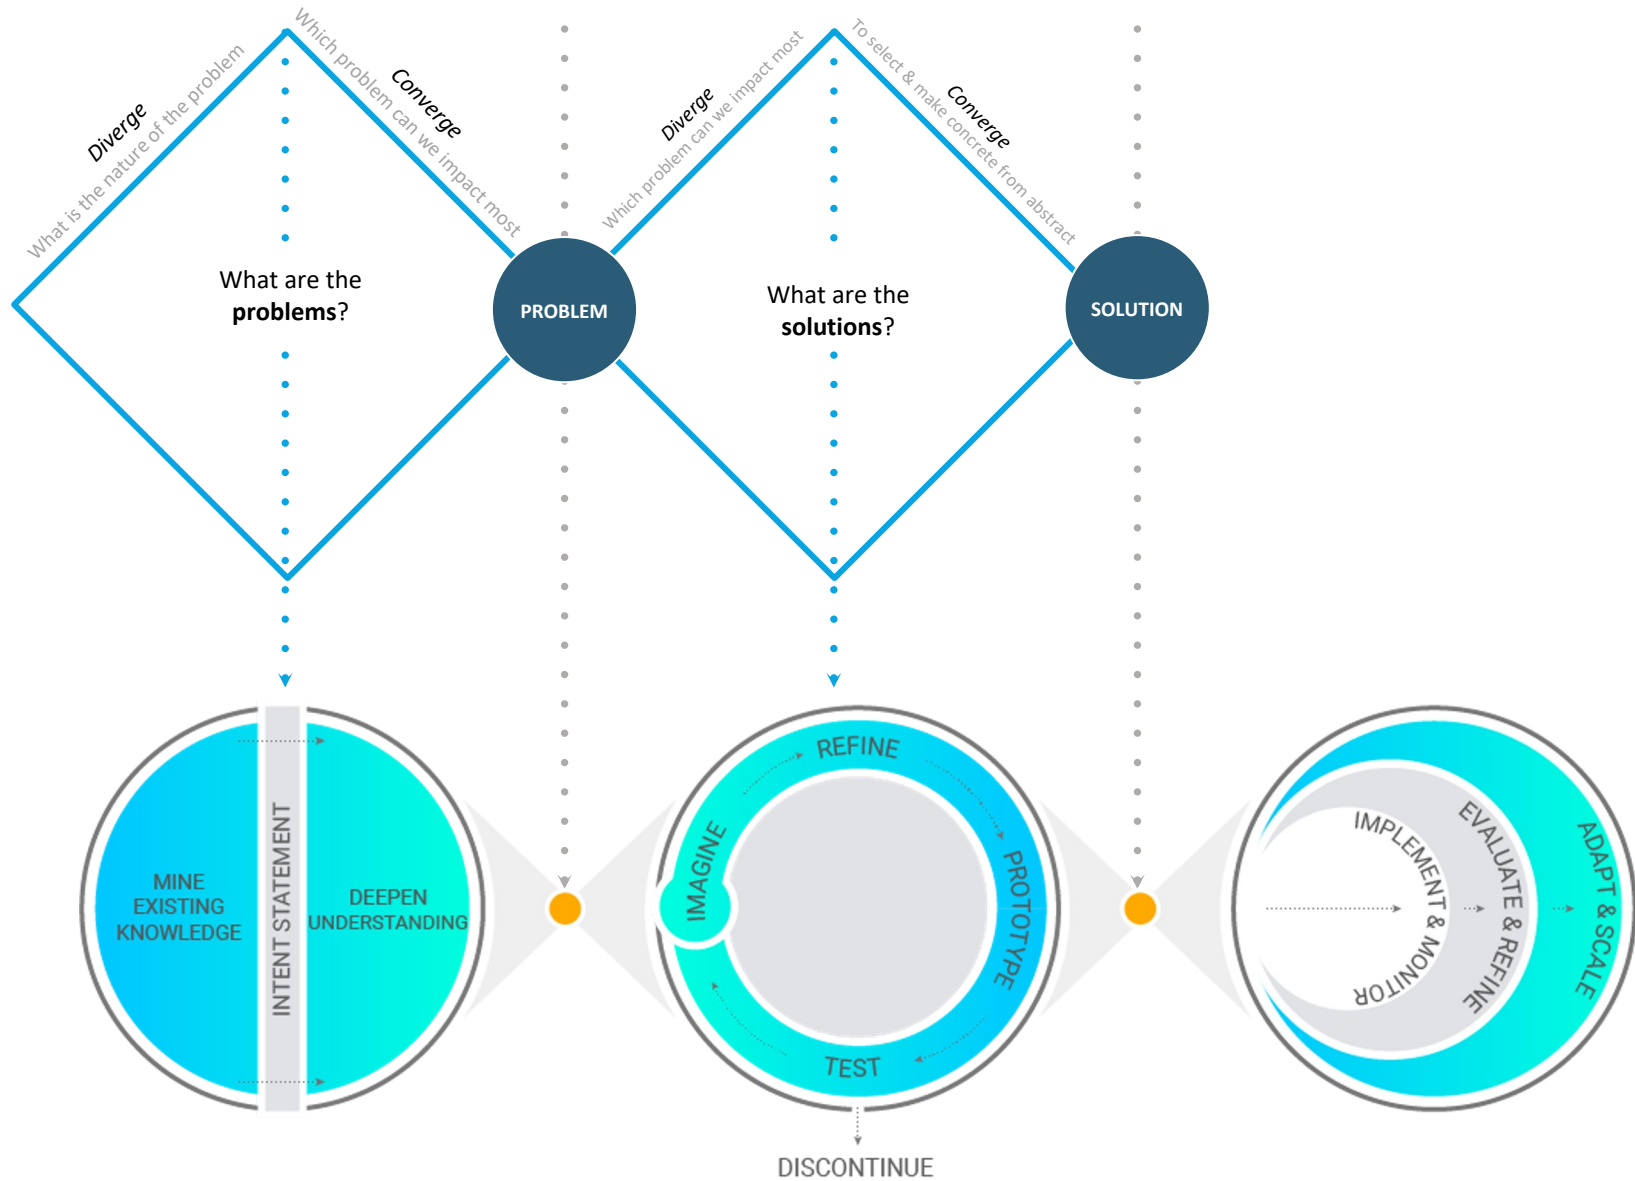 Diverge
What is the nature of the problem
Which problem can we impact most
Converge
What are the
problems?
PROBLEM
Diverge
Which problem can we impact most
To select & make concrete from abstract
Converge
What are the
solutions?
SOLUTION
MINE
EXISTING
KNOWLEDGE
INTENT STATEMENT
DEEPEN
UNDERSTANDING
IMAGINE
REFINE
PROTOTYPE
TEST
DISCONTINUE
IMPLEMENT & MONITOR
EVALUATE & REFINE
ADAPT & SCALE